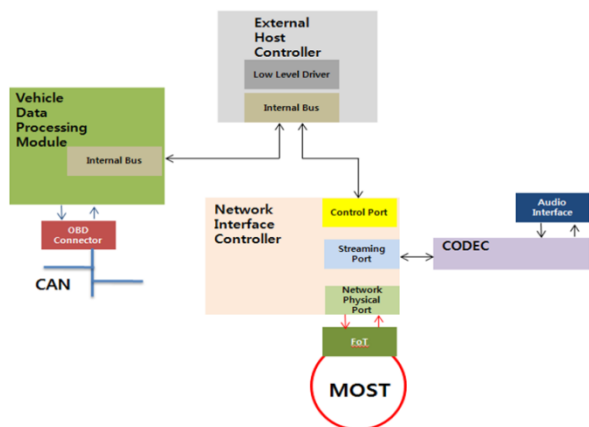 External
Host
Controller
Low Level Driver
Internal Bus
Vehicle
Data
Processing
Module
Internal Bus
OBD
Connector
CAN
Network
Interface
Controller
Control Port
Streaming
Port
Network
Physical
Port
FoT
MOST
Audio
Interface
CODEC